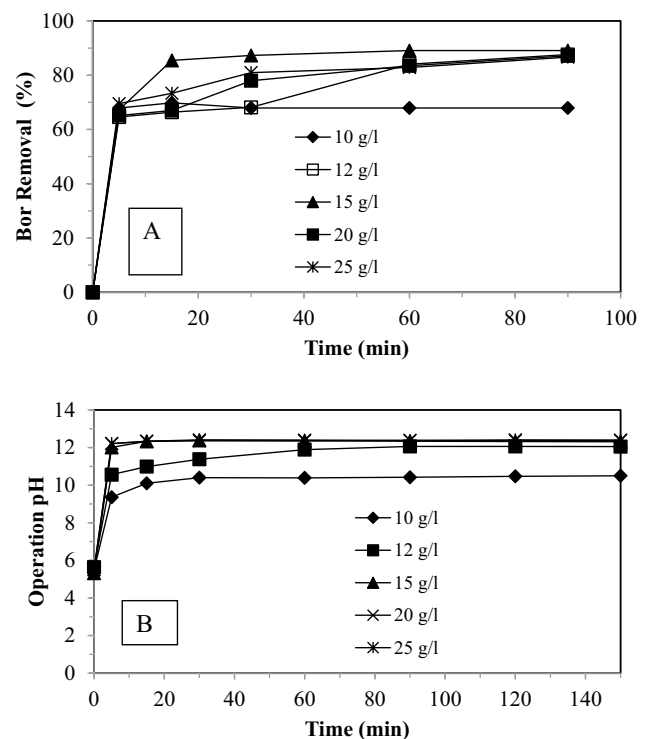 100
80
60
40
20
0
Bor Removal (%)
A
10 g/l
12 g/l
15 g/l
20 g/l
25 g/l
0 20 40 60 80 100
Time (min)
14
12
10
8
6
4
2
0
Operation pH
B
10 g/l
12 g/l
15 g/l
20 g/l
25 g/l
0 20 40 60 80 100 120 140
Time (min)